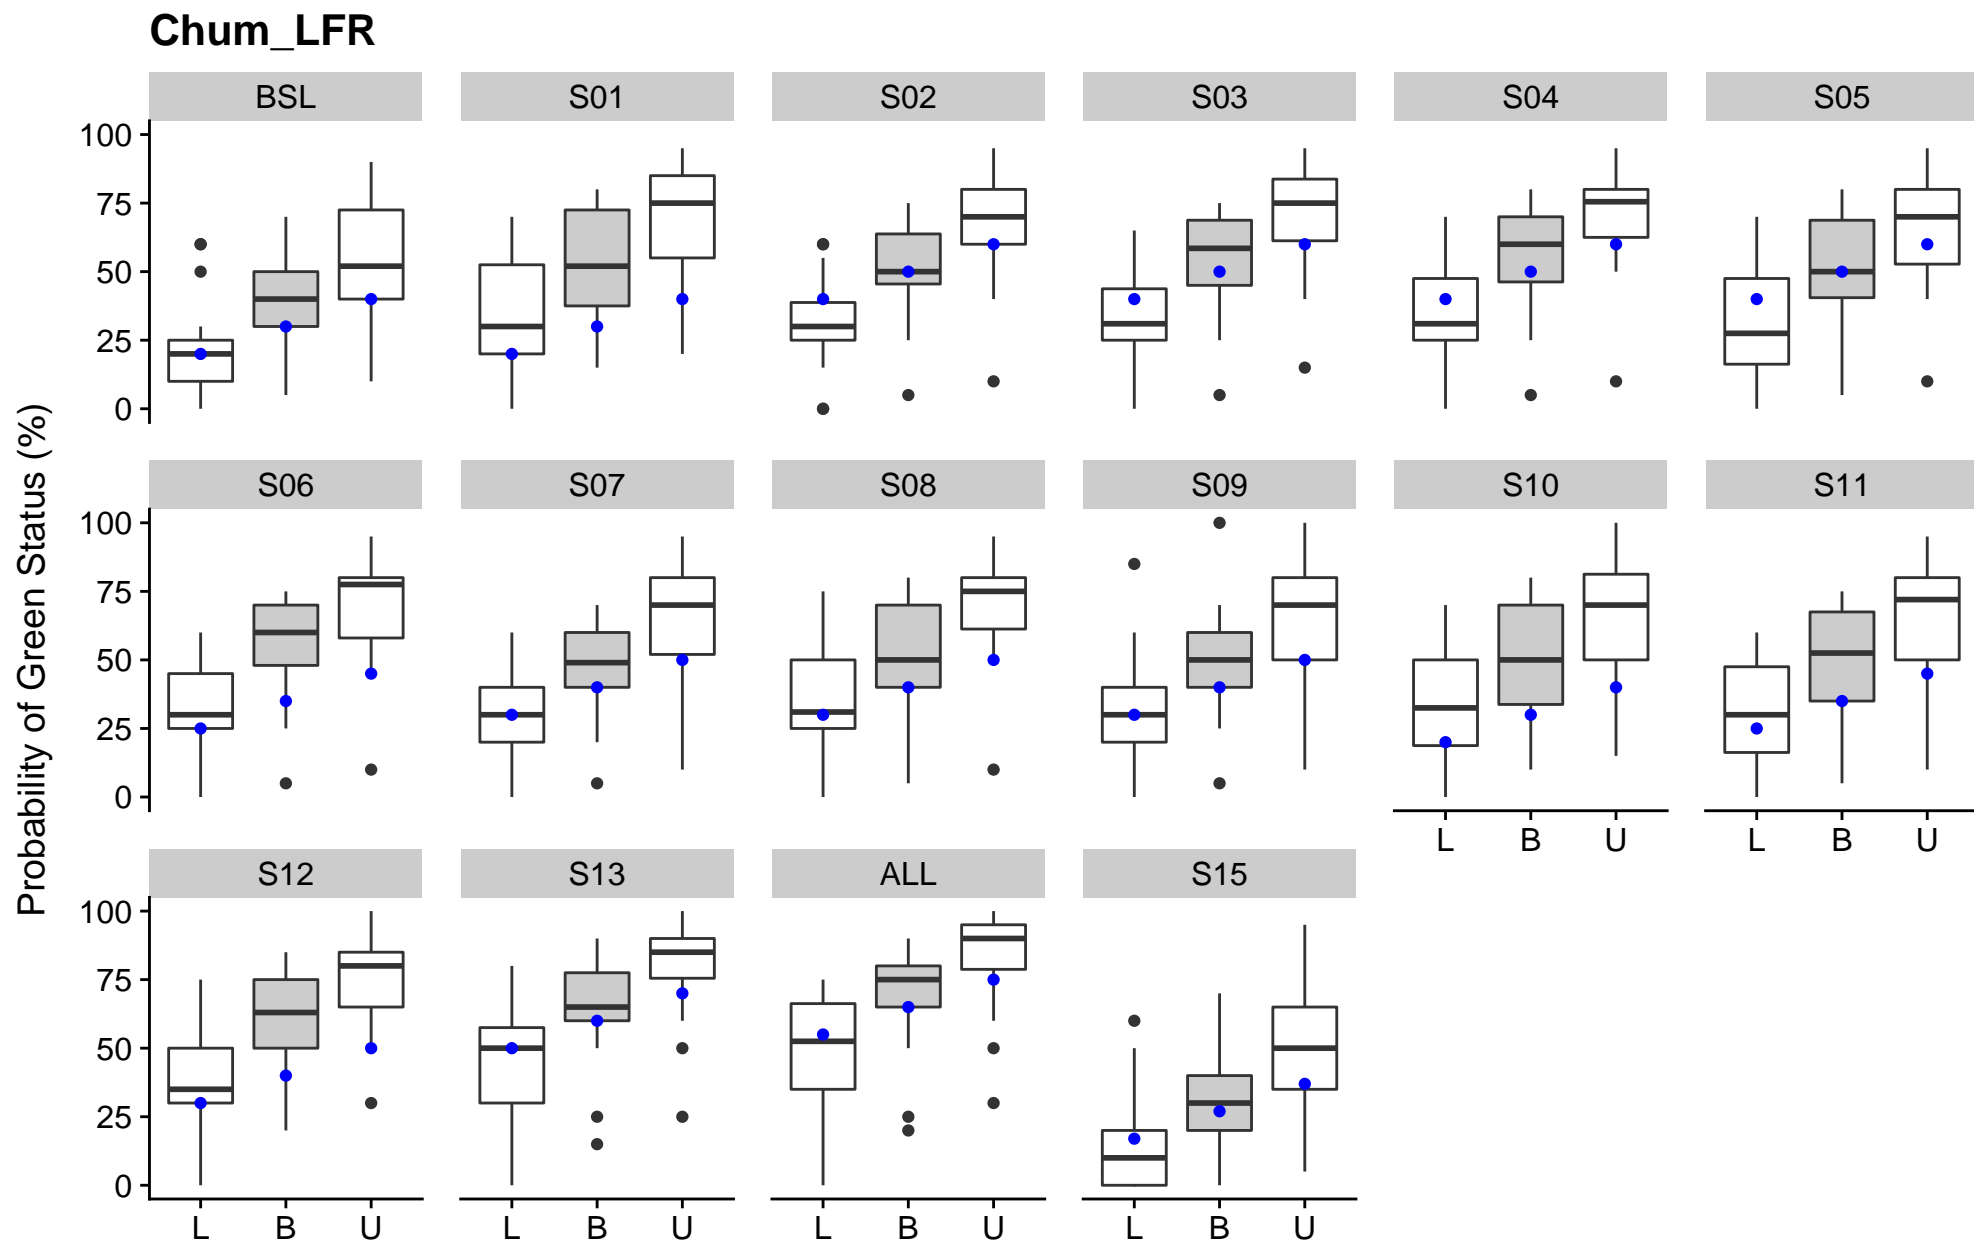 Chum_LFR
BSL S01 S02 S03 S04 S05
100
75
50
25
0
S06 S07 S08 S09 S10 S11
100
75
50
25
0
L B U L B U
S12 S13 ALL S15
100
75
50
25
0
L B U L B U L B U L B U
Probability of Green Status (%)